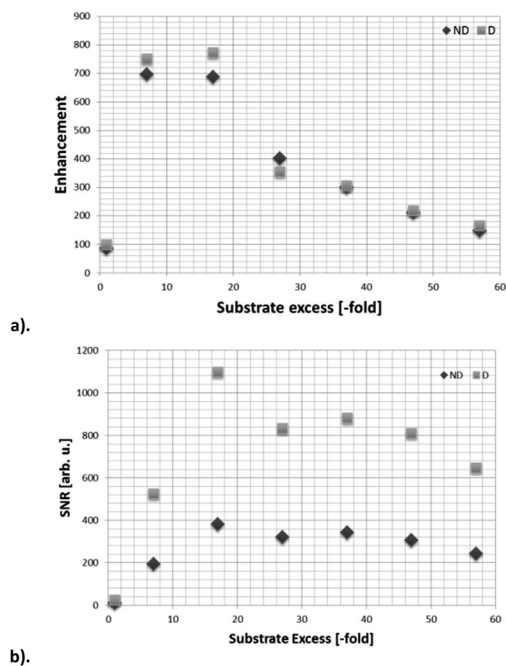 900
800
700
600
500
400
300
200
100
0
Enhancement
ND D
0 10 20 30 40 50 60
Substrate excess [-fold]
a).
1200
1000
800
600
400
200
0
SNR [arb. u.]
ND D
0 10 20 30 40 50 60
Substrate Excess [-fold]
b).